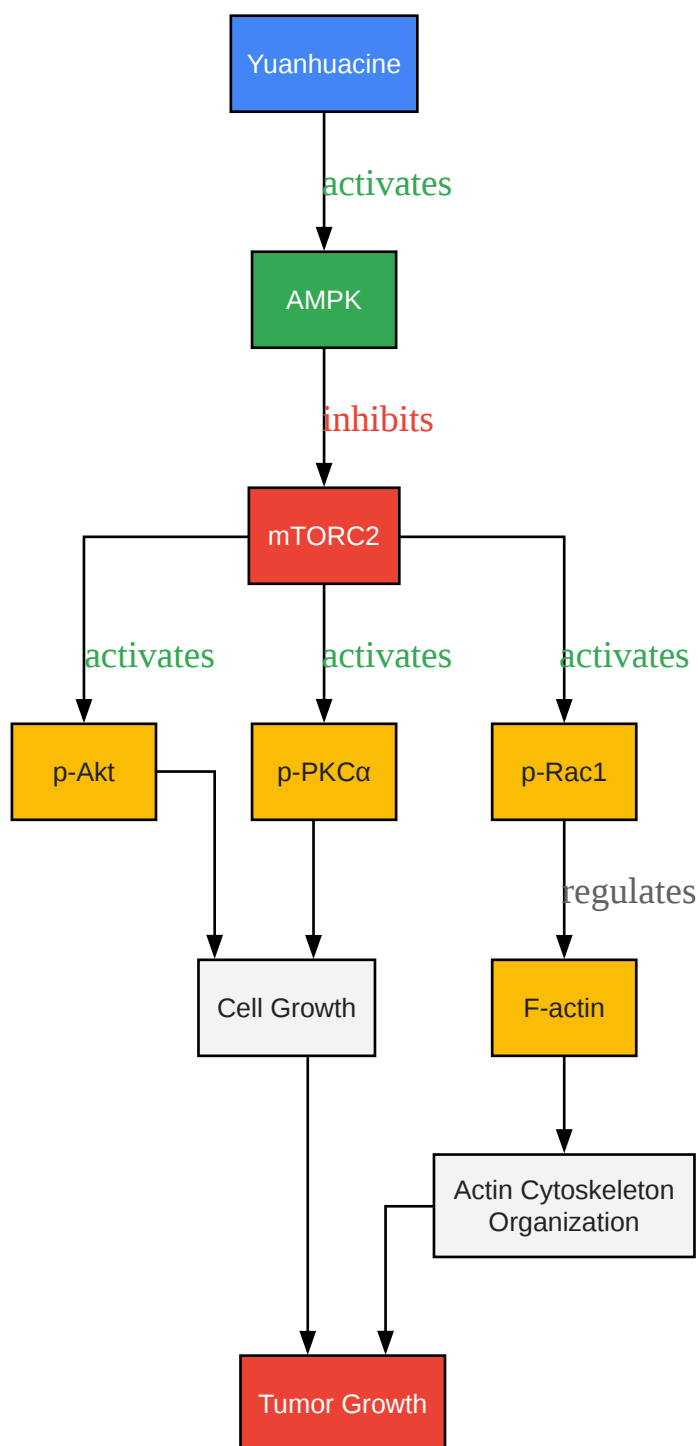 Yuanhuacine
activates
AMPK
inhibits
mTORC2
activates
activates
activates
p-Akt
p-PKCα
p-Rac1
regulates
Cell Growth
F-actin
Actin Cytoskeleton
Organization
Tumor Growth